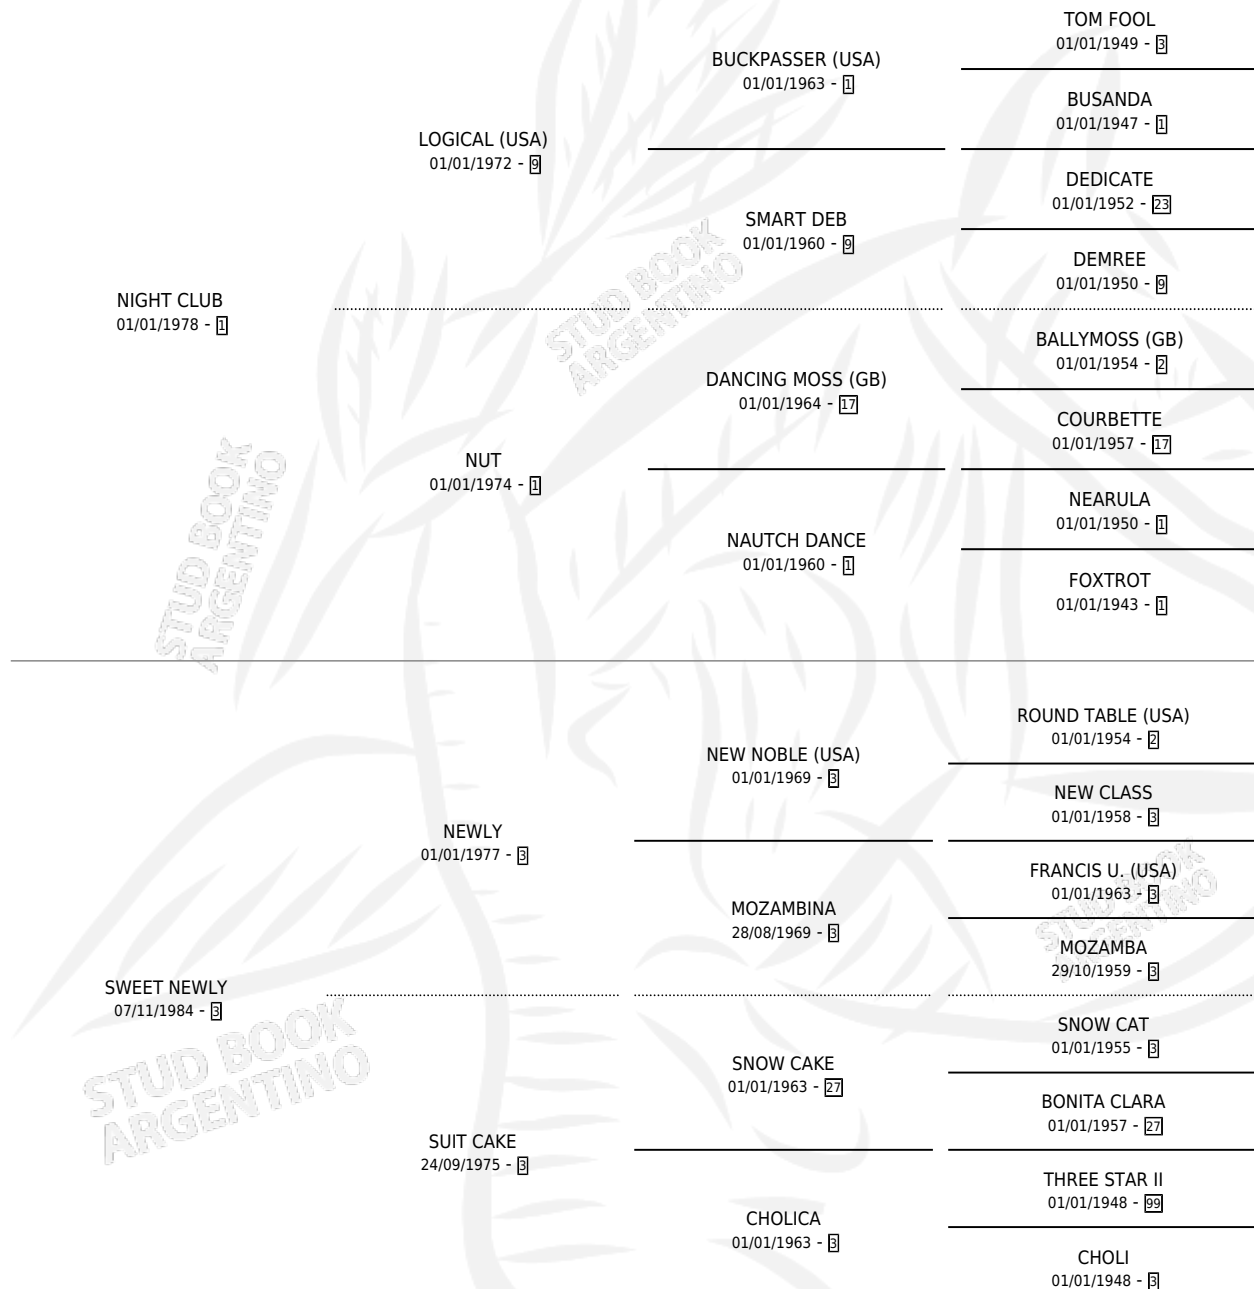 TOM FOOL
01/01/1949 - 3
BUCKPASSER (USA)
01/01/1963 - 1
BUSANDA
01/01/1947 - 1
LOGICAL (USA)
01/01/1972 - 9
DEDICATE
01/01/1952 - 23
SMART DEB
01/01/1960 - 9
DEMREE
01/01/1950 - 9
NIGHT CLUB
01/01/1978 - 1
BALLYMOSS (GB)
01/01/1954 - 2
DANCING MOSS (GB)
01/01/1964 - 17
COURBETTE
01/01/1957 - 17
NUT
01/01/1974 - 1
NEARULA
01/01/1950 - 1
NAUTCH DANCE
01/01/1960 - 1
FOXTROT
01/01/1943 - 1
STUD BOOK
ARGENTINO
STUD BOOK
ARGENTINO
ROUND TABLE (USA)
01/01/1954 - 2
NEW NOBLE (USA)
01/01/1969 - 3
NEW CLASS
01/01/1958 - 3
NEWLY
01/01/1977 - 3
FRANCIS U. (USA)
01/01/1963 - 3
MOZAMBINA
28/08/1969 - 3
MOZAMBA
29/10/1959 - 3
STUD BOOK
ARGENTINO
SWEET NEWLY
07/11/1984 - 3
SNOW CAT
01/01/1955 - 3
SNOW CAKE
01/01/1963 - 27
BONITA CLARA
01/01/1957 - 27
STUD BOOK
ARGENTINO
SUIT CAKE
24/09/1975 - 3
THREE STAR II
01/01/1948 - 99
CHOLICA
01/01/1963 - 3
CHOLI
01/01/1948 - 3